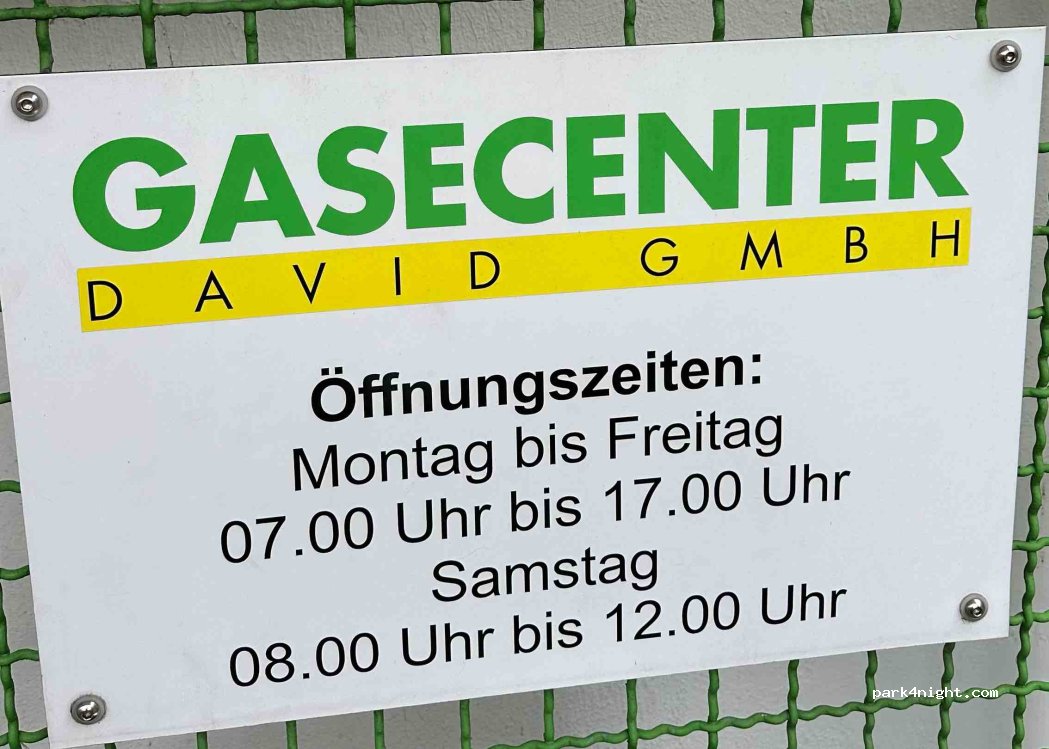 GASECENTER
DAVID GMBH
Öffnungszeiten:
Montag bis Freitag
07.00 Uhr bis 17.00 Uhr
Samstag
08.00 Uhr bis 12.00 Uhr
park4night.com